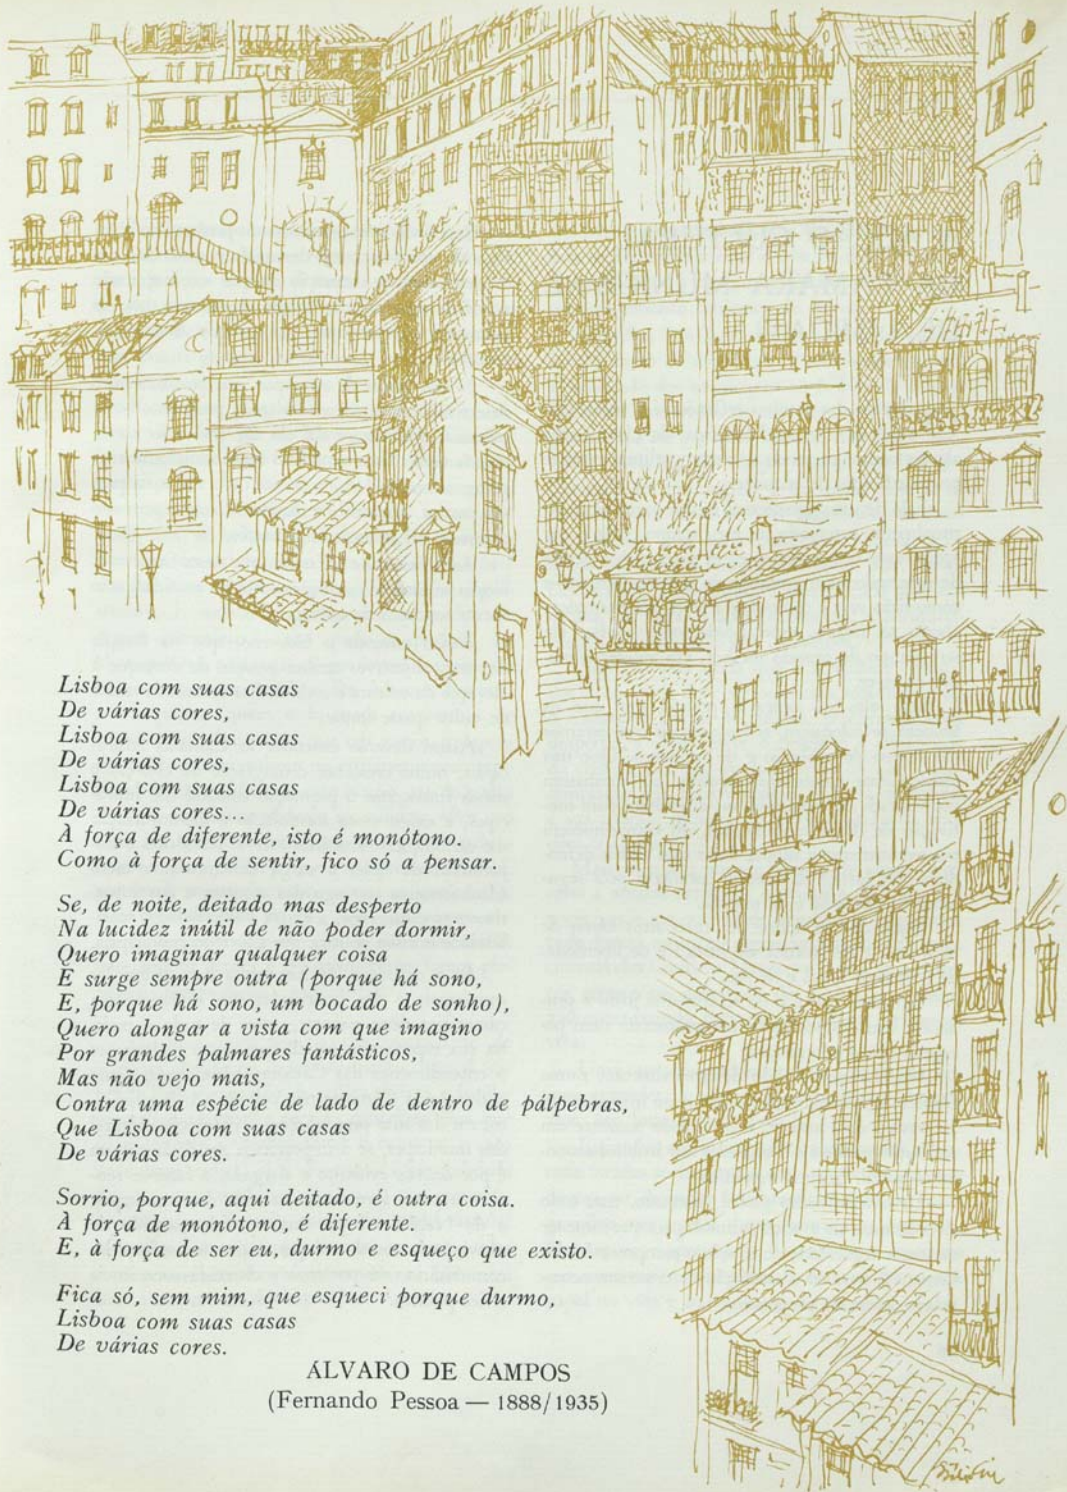 Lisboa com suas casas
De várias cores,
Lisboa com suas casas
De várias cores,
Lisboa com suas casas
De várias cores...
À força de diferente, isto é monótono.
Como à força de sentir, fico só a pensar.
Se, de noite, deitado mas desperto
Na lucidez inútil de não poder dormir,
Quero imaginar qualquer coisa
E surge sempre outra (porque há sono,
E, porque há sono, um bocado de sonho),
Quero alongar a vista com que imagino
Por grandes palmares fantásticos,
Mas não vejo mais,
Contra uma espécie de lado de dentro de pálpebras,
Que Lisboa com suas casas
De várias cores.
Sorrio, porque, aqui deitado, é outra coisa.
À força de monótono, é diferente.
E, à força de ser eu, durmo e esqueço que existo.
Fica só, sem mim, que esqueci porque durmo,
Lisboa com suas casas
De várias cores.
ÁLVARO DE CAMPOS
(Fernando Pessoa — 1888/1935)